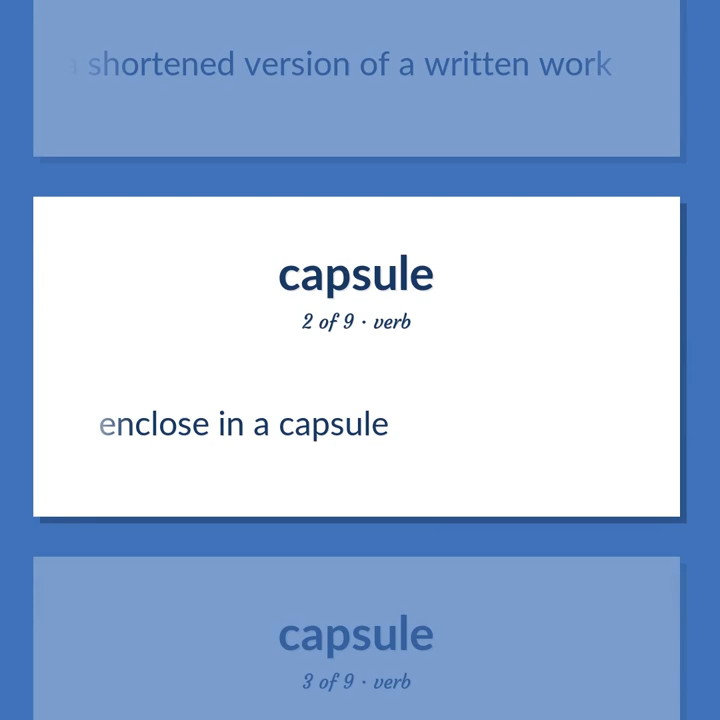 a shortened version of a written work
capsule
2 of 9 · verb
enclose in a capsule
capsule
3 of 9 · verb